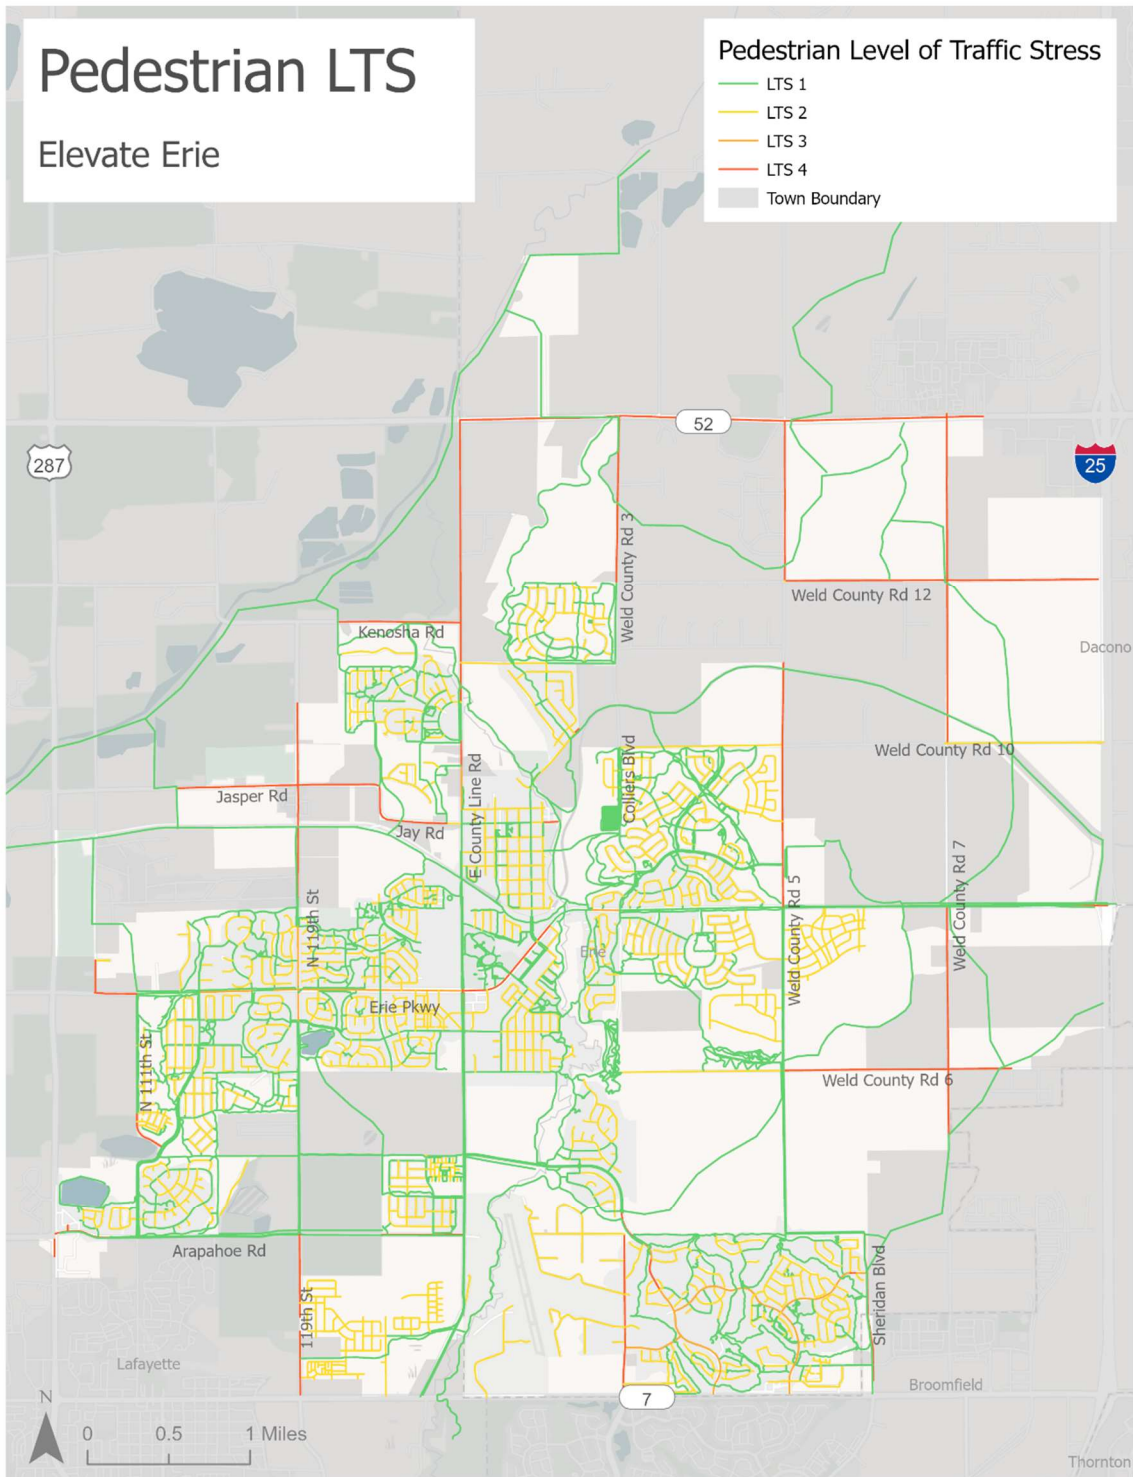 Pedestrian LTS
Elevate Erie
Pedestrian Level of Traffic Stress
LTS 1
LTS 2
LTS 3
LTS 4
Town Boundary
52
287
25
Weld County Rd 3
Weld County Rd 12
Kenosha Rd
Dacono
Weld County Rd 10
Colliers Blvd
E County Line Rd
Jasper Rd
Jay Rd
Weld County Rd 7
Weld County Rd 5
N 119th St
Erie
Erie Pkwy
N 111th St
Weld County Rd 6
Arapahoe Rd
Sheridan Blvd
119th St
Lafayette
Broomfield
7
N
0 0.5 1 Miles
Thornton